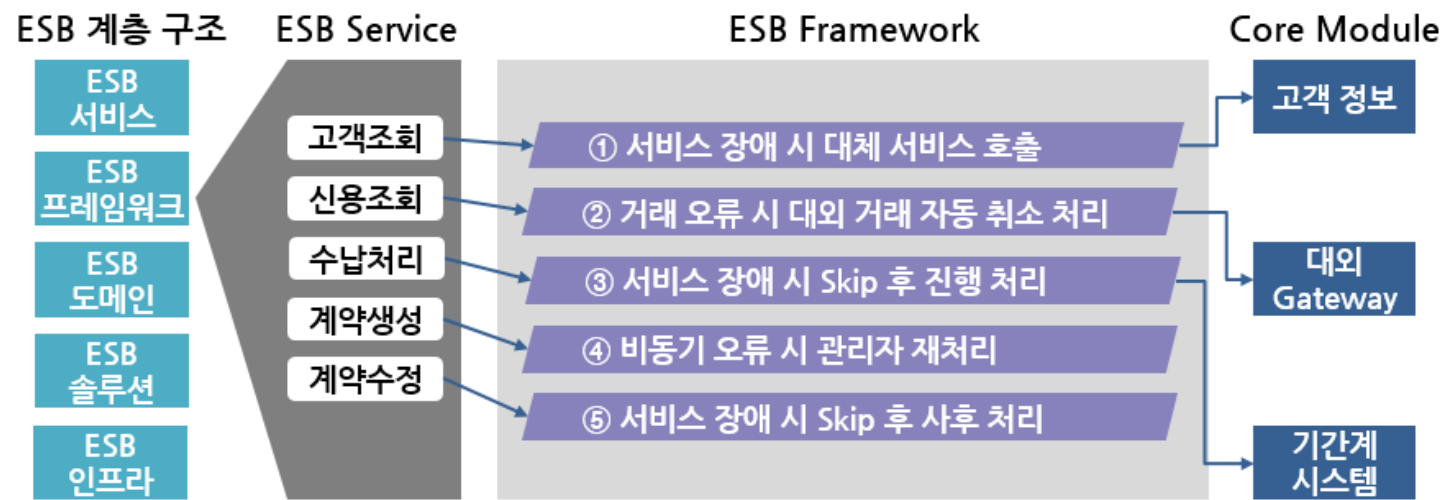 ESB 계층 구조
ESB
서비스
ESB
프레임워크
ESB
도메인
ESB
솔루션
ESB
인프라
ESB Service
고객조회
신용조회
수납처리
계약생성
계약수정
ESB Framework
① 서비스 장애 시 대체 서비스 호출
② 거래 오류 시 대외 거래 자동 취소 처리
③ 서비스 장애 시 Skip 후 진행 처리
④ 비동기 오류 시 관리자 재처리
⑤ 서비스 장애 시 Skip 후 사후 처리
Core Module
고객 정보
대외
Gateway
기간계
시스템